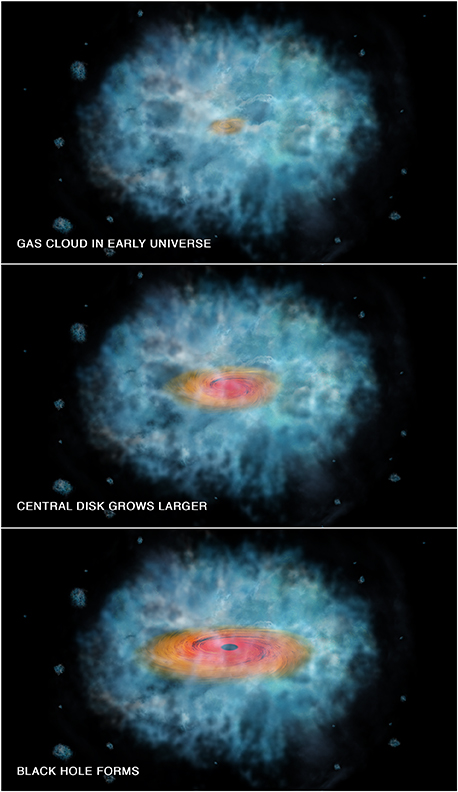 GAS CLOUD IN EARLY UNIVERSE
CENTRAL DISK GROWS LARGER
BLACK HOLE FORMS